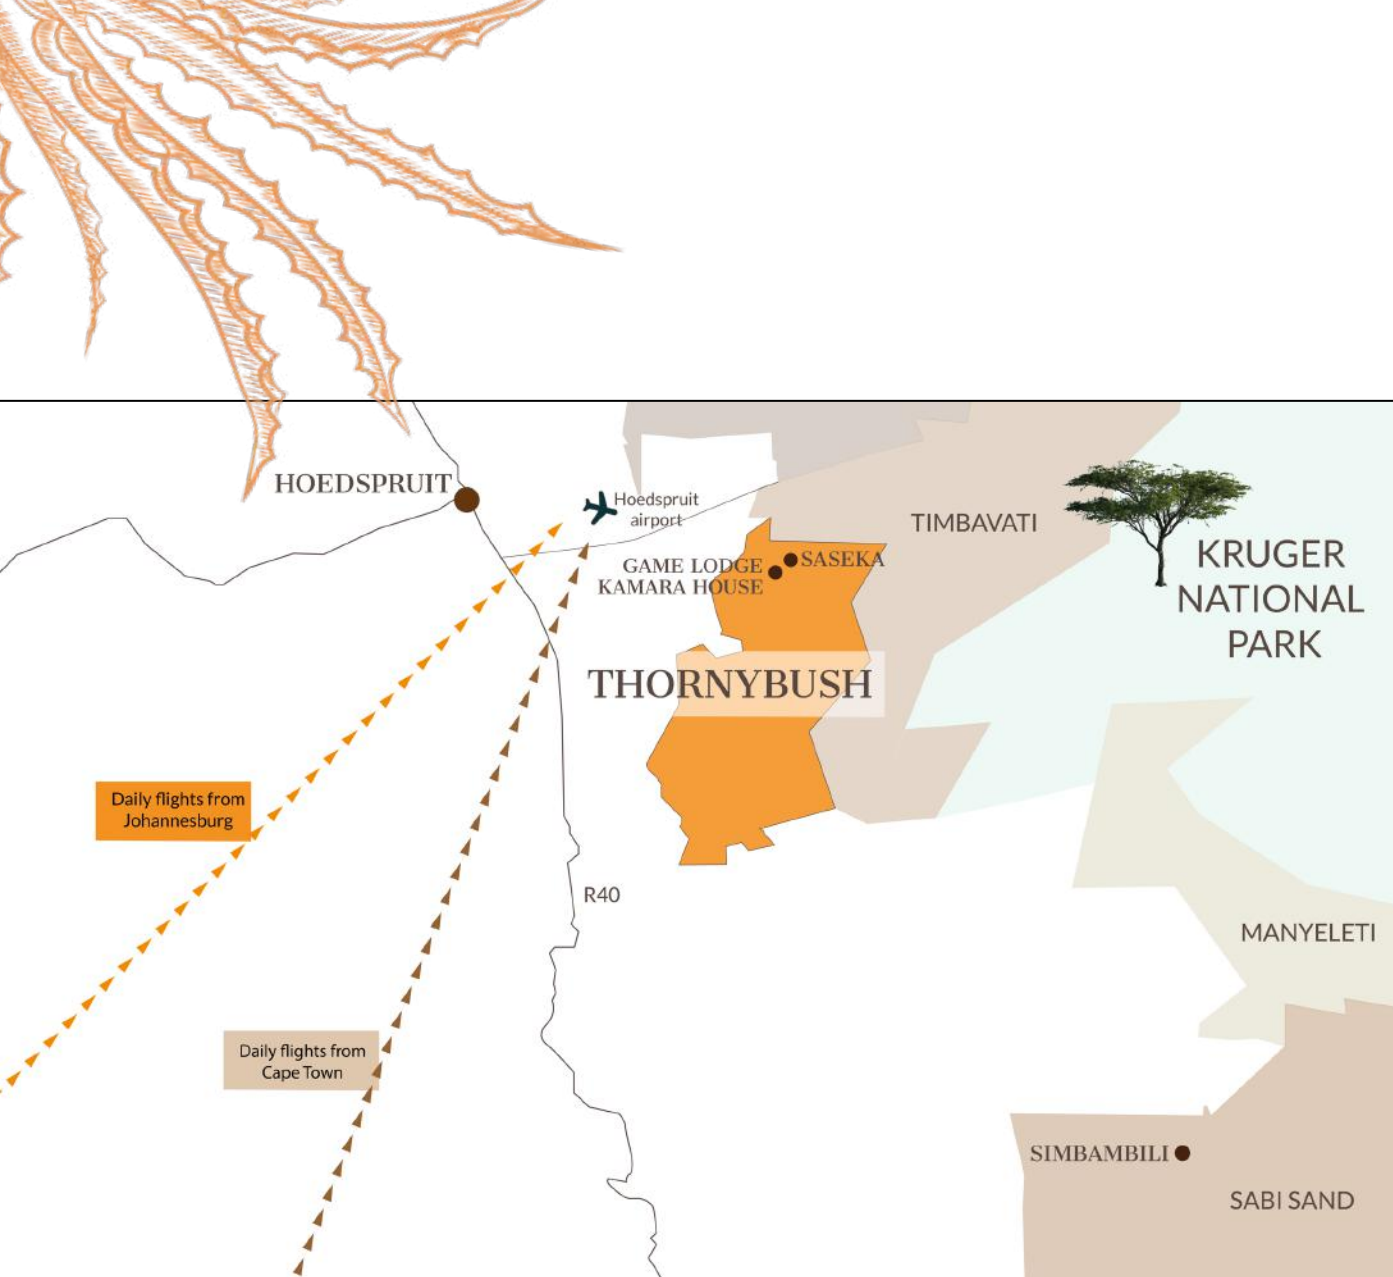 HOEDSPRUIT
Hoedspruit
airport
TIMBAVATI
KRUGER
NATIONAL
PARK
GAME LODGE
SASEKA
KAMARA HOUSE
THORNYBUSH
Daily flights from
Johannesburg
R40
MANYELETI
Daily flights from
Cape Town
SIMBAMBILI
SABI SAND